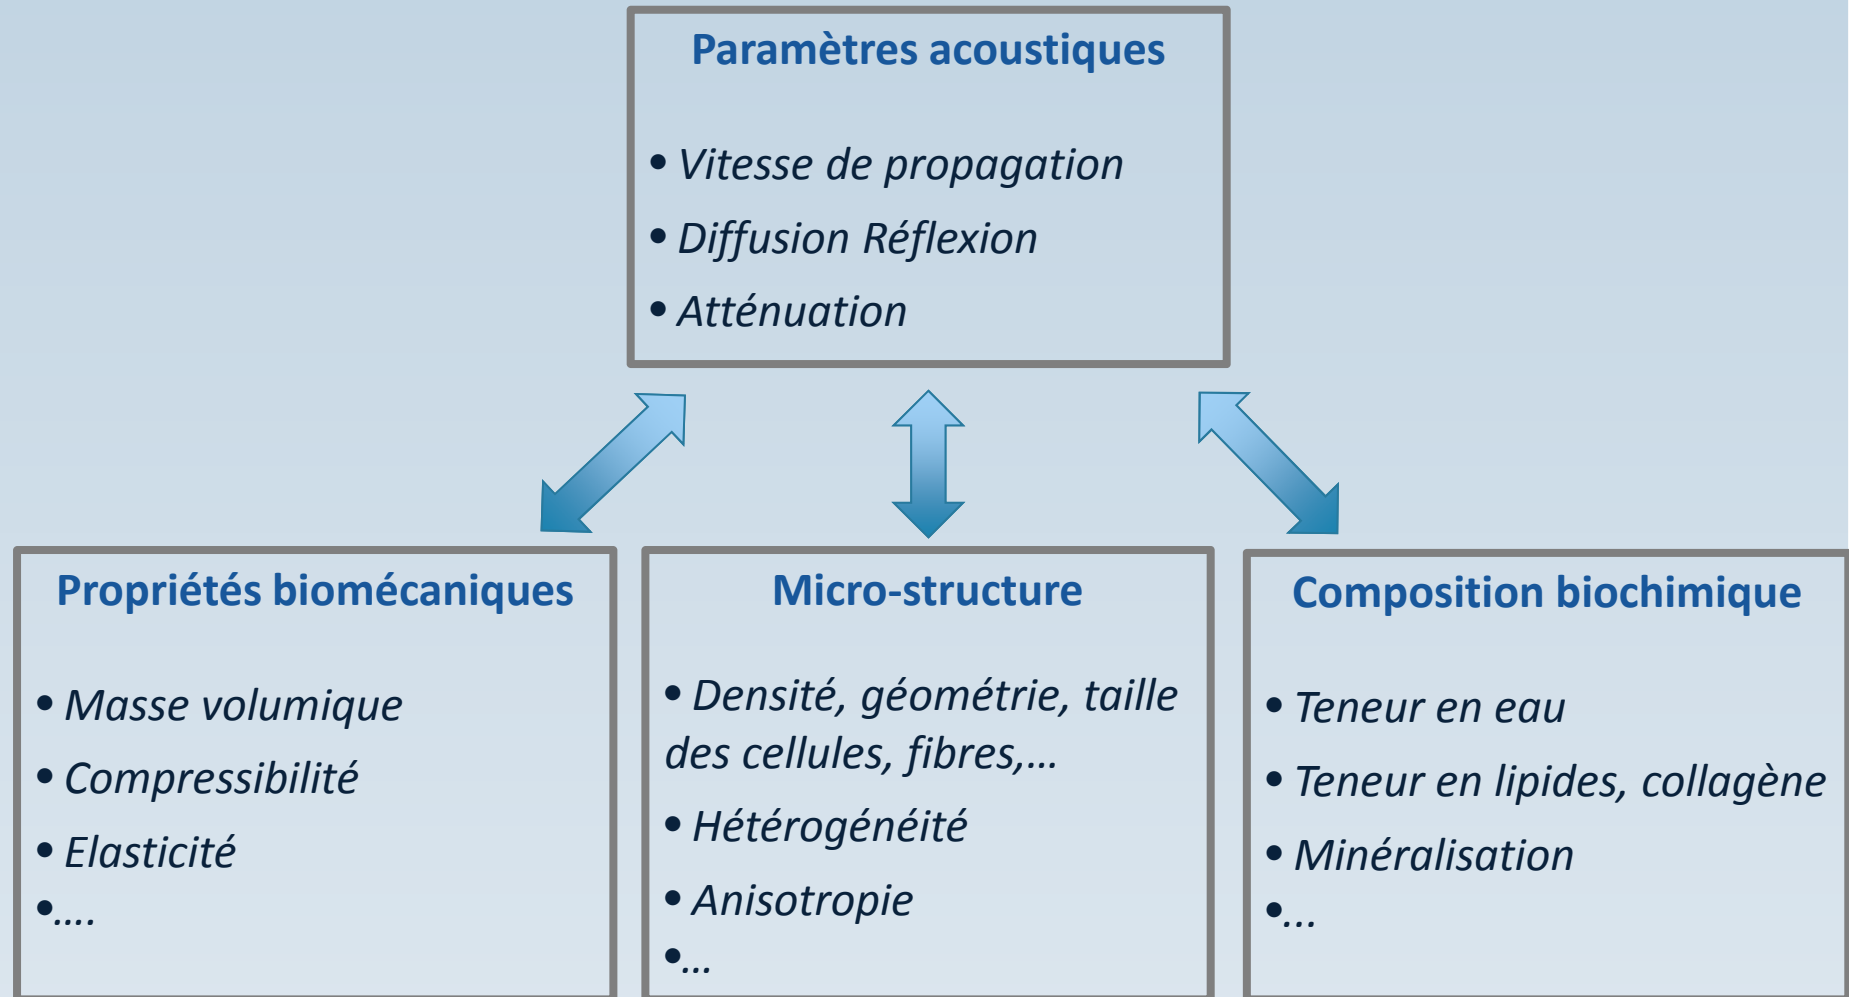 Paramètres acoustiques
• Vitesse de propagation
• Diffusion Réflexion
• Atténuation
Propriétés biomécaniques
• Masse volumique
• Compressibilité
• Elasticité
•….
Micro-structure
• Densité, géométrie, taille
des cellules, fibres,…
• Hétérogénéité
• Anisotropie
•…
Composition biochimique
• Teneur en eau
• Teneur en lipides, collagène
• Minéralisation
•...